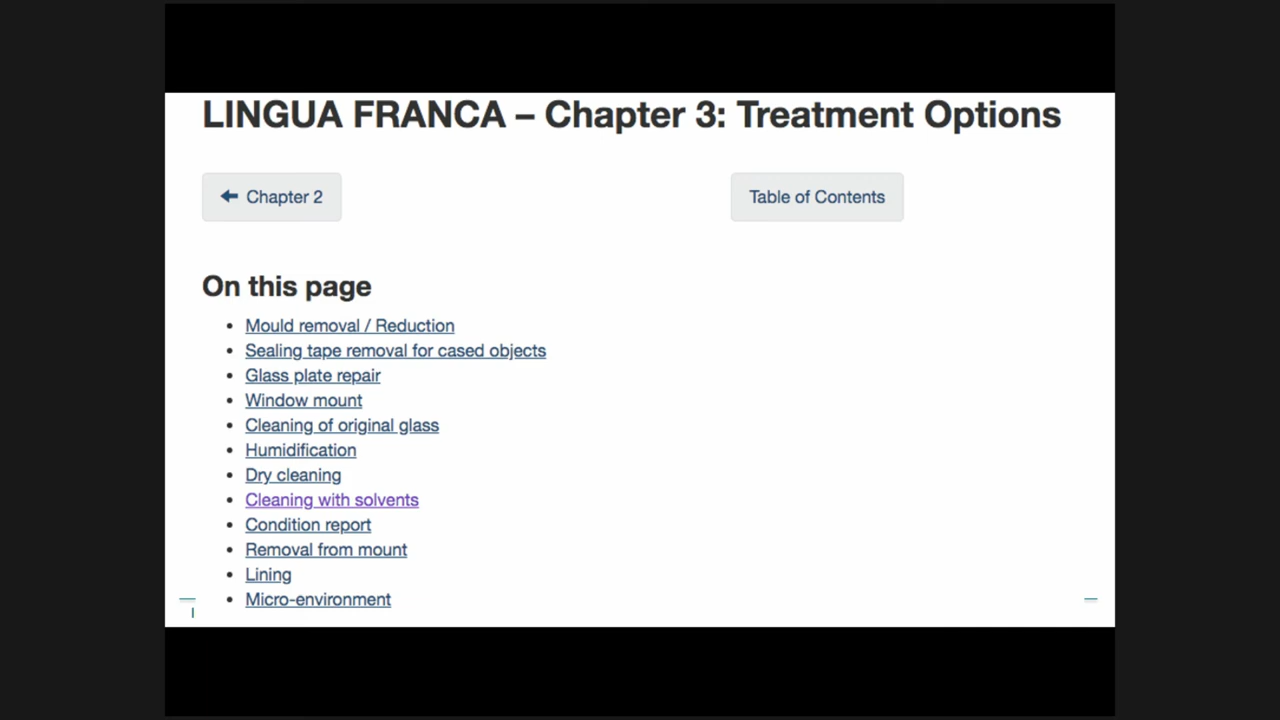 LINGUA FRANCA – Chapter 3: Treatment Options
Chapter 2
Table of Contents
On this page
Mould removal / Reduction
Sealing tape removal for cased objects
Glass plate repair
Window mount
Cleaning of original glass
Humidification
Dry cleaning
Cleaning with solvents
Condition report
Removal from mount
Lining
Micro-environment